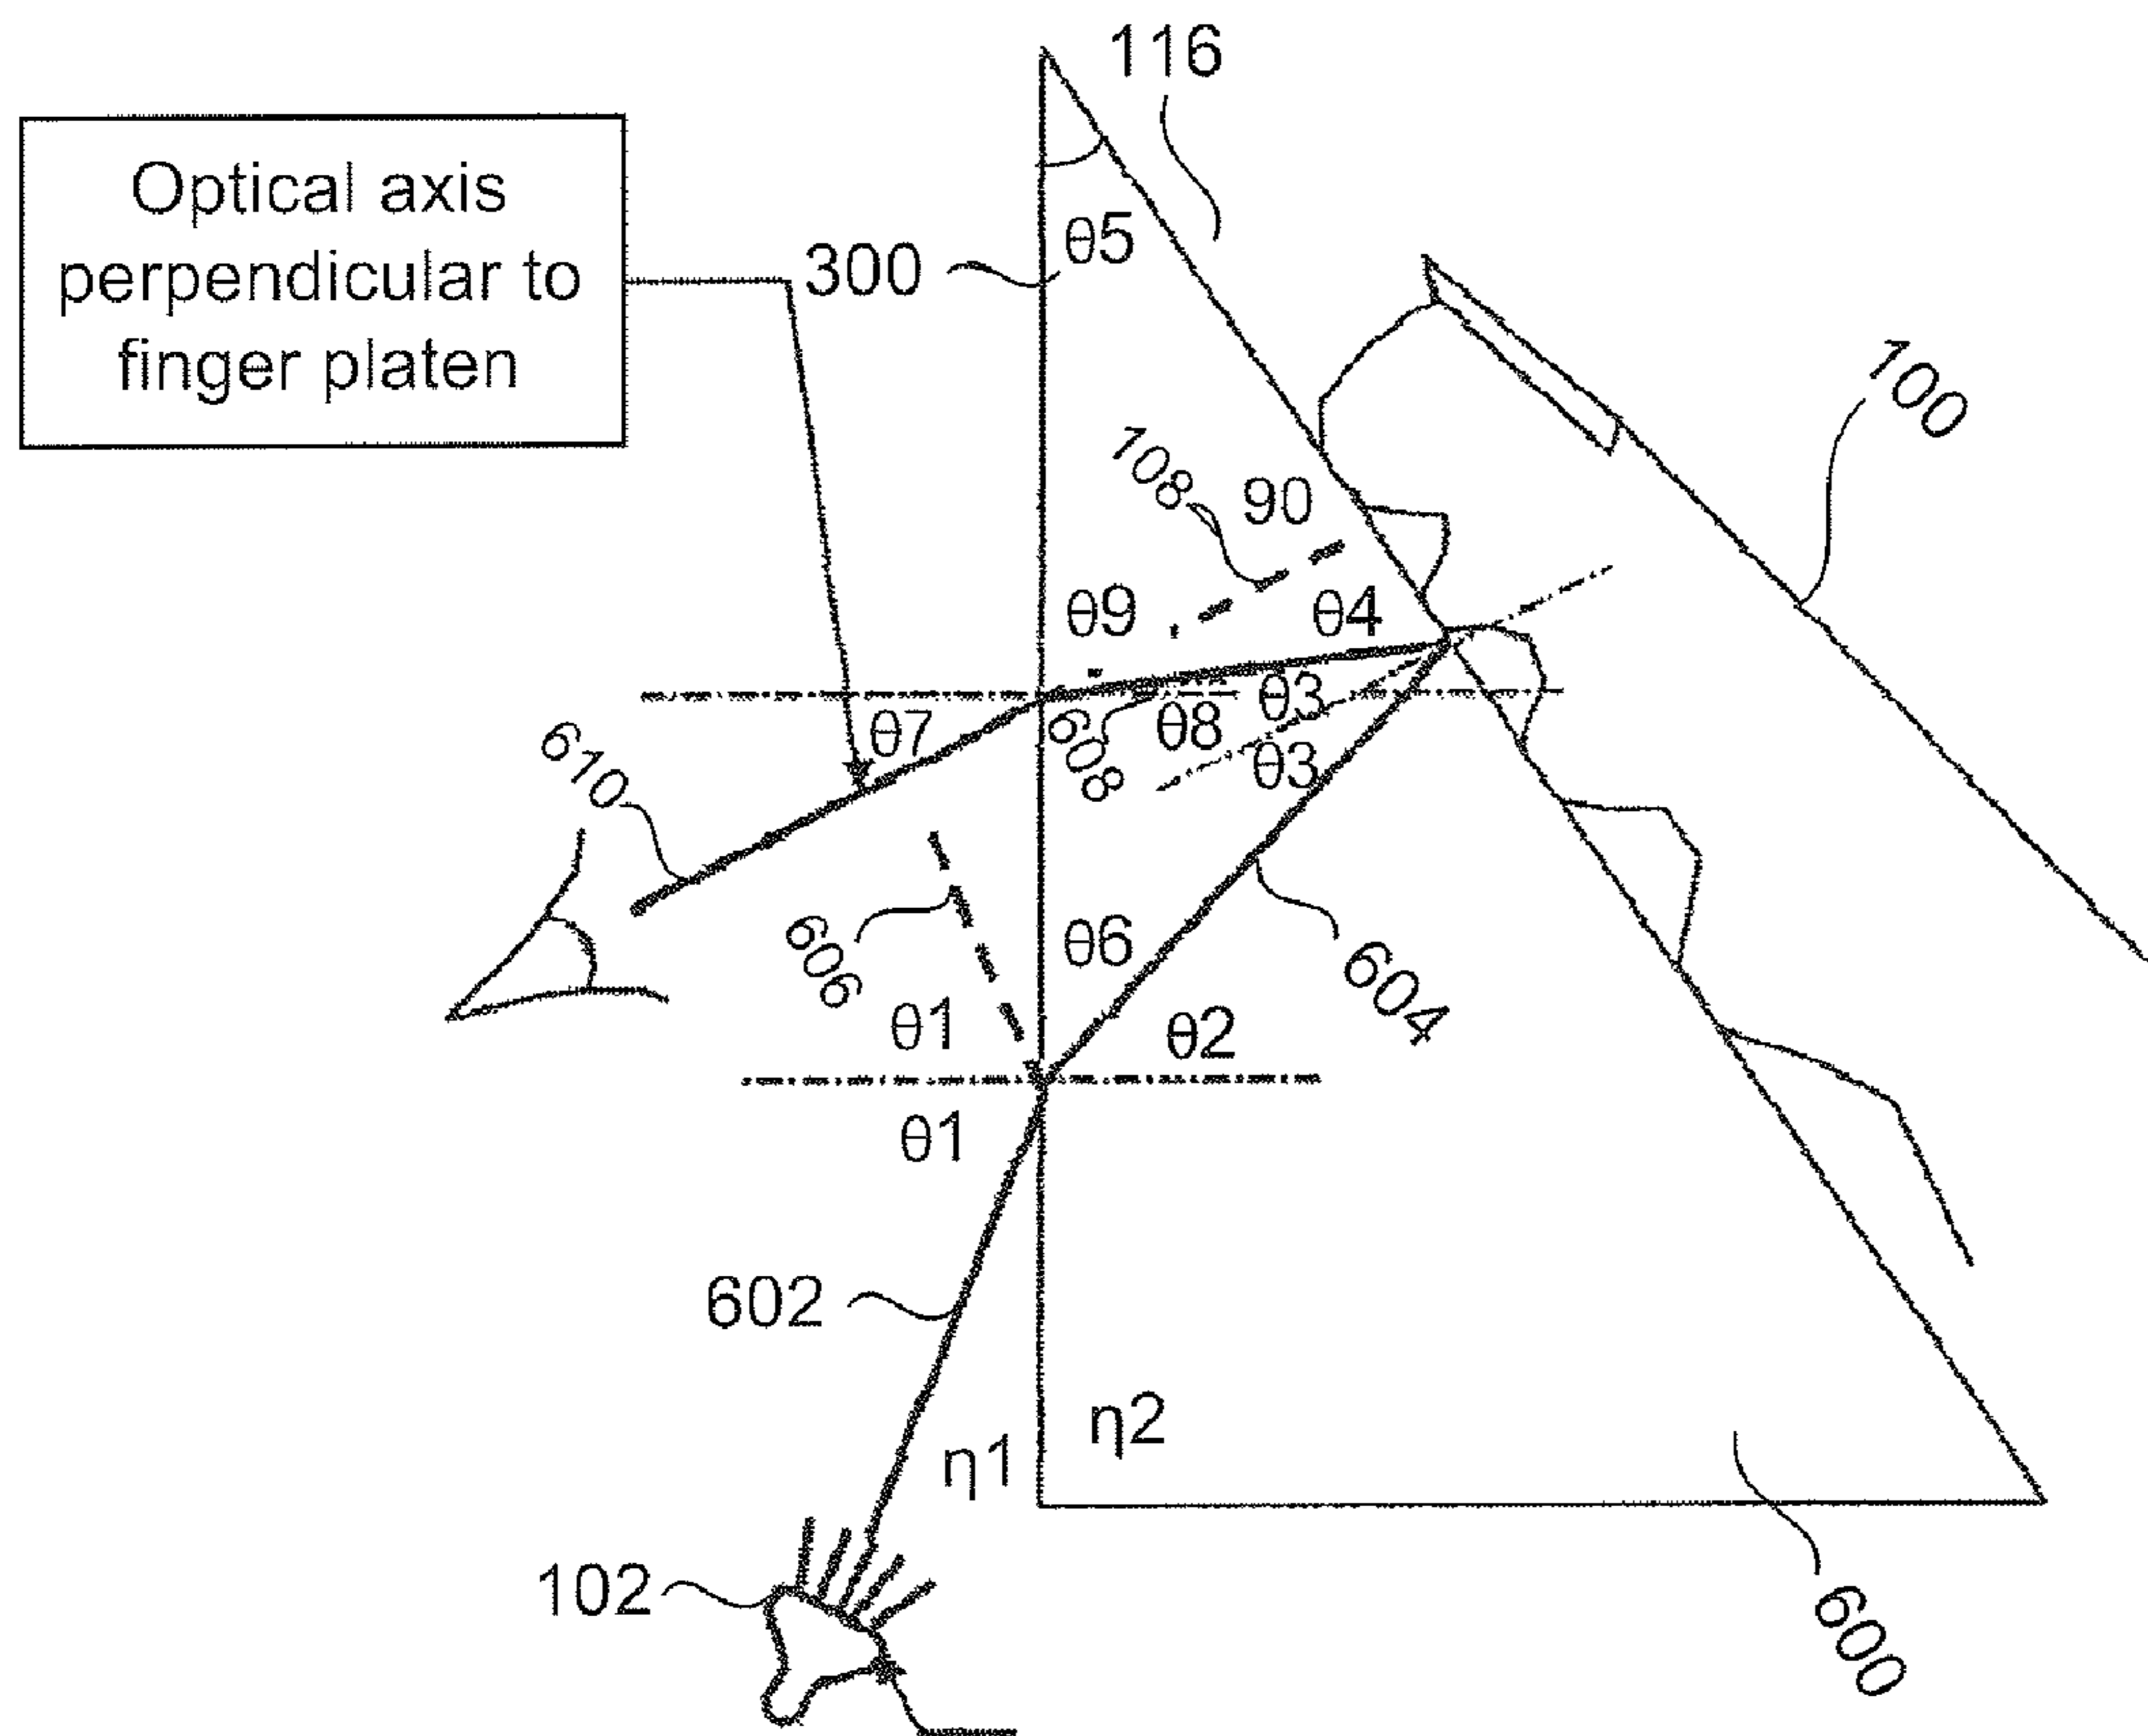 116
Optical axis
perpendicular to
finger platen
300
θ5
100
108
90
θ9
θ4
θ3
θ7
608
θ8
θ3
610
606
θ6
604
θ1
θ2
θ1
602
η1
η2
102
600